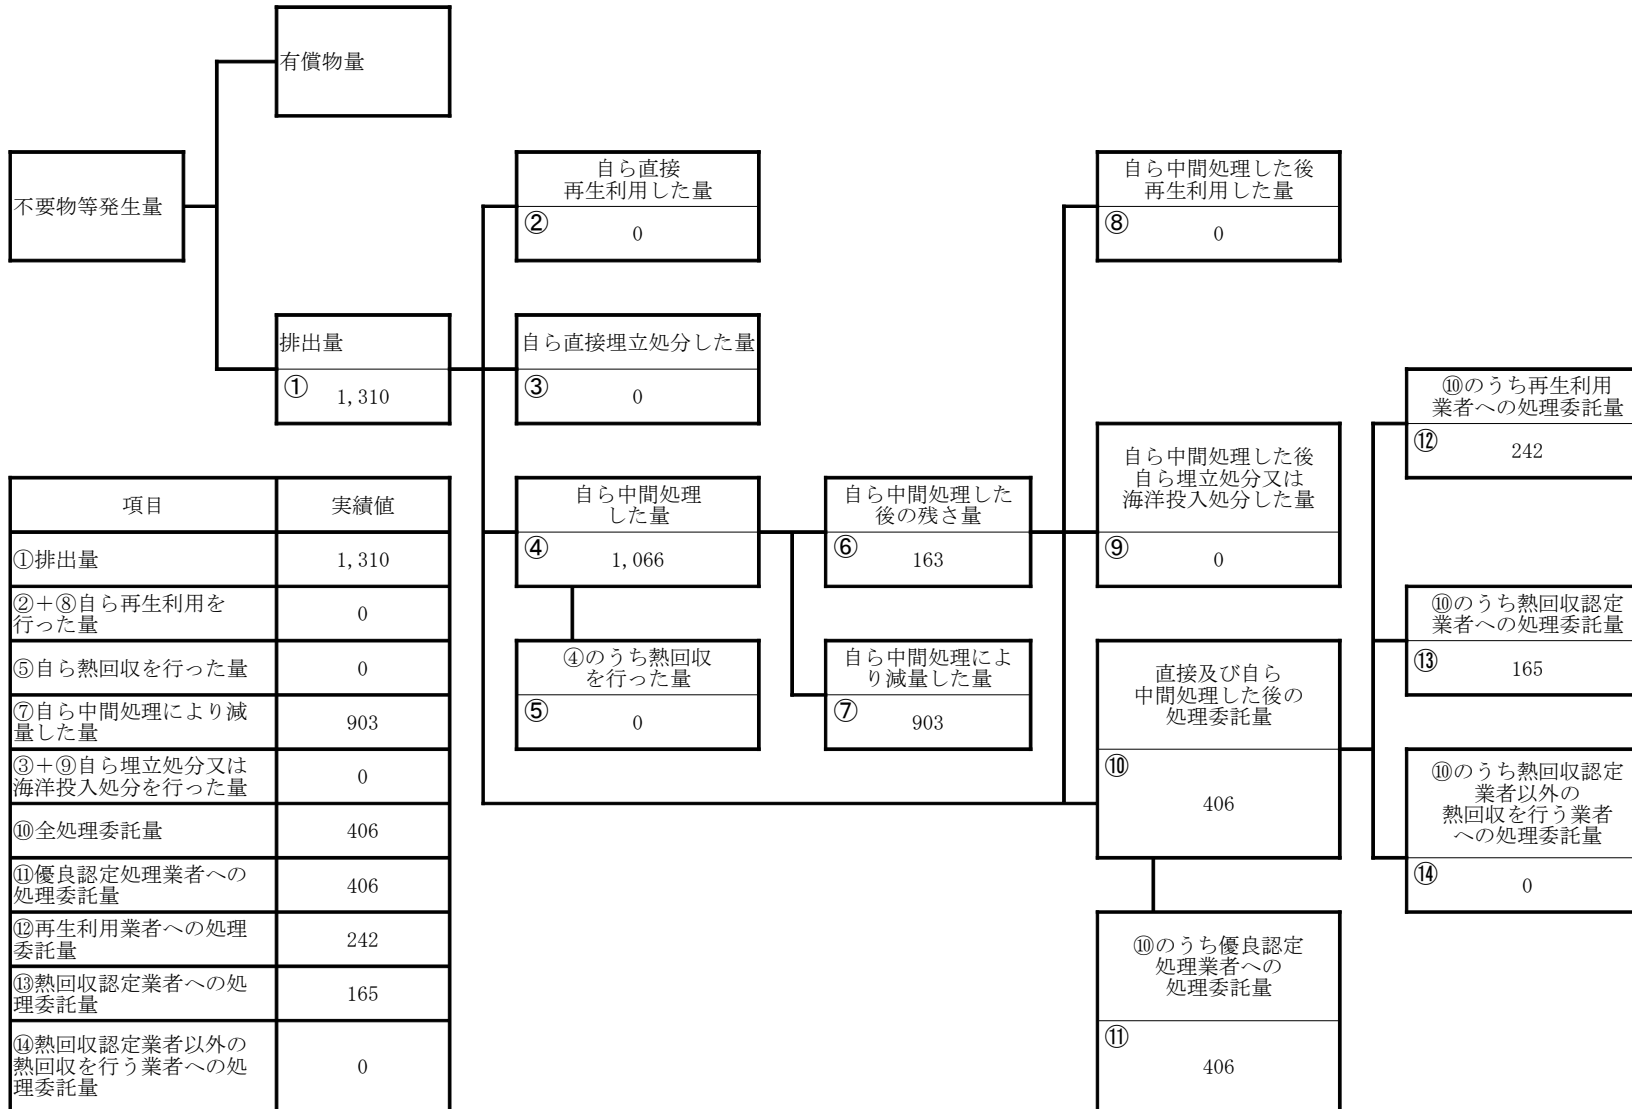 有償物量
不要物等発生量
自ら直接
再生利用した量
②
0
自ら中間処理した後
再生利用した量
⑧
0
排出量
①
1,310
自ら直接埋立処分した量
③
0
⑩のうち再生利用
業者への処理委託量
⑫
242
自ら中間処理した後
自ら埋立処分又は
海洋投入処分した量
⑨
0
自ら中間処理
した量
④
1,066
自ら中間処理した
後の残さ量
⑥
163
④のうち熱回収
を行った量
⑤
0
自ら中間処理によ
り減量した量
⑦
903
直接及び自ら
中間処理した後の
処理委託量
⑩
406
⑩のうち熱回収認定
業者への処理委託量
⑬
165
⑩のうち熱回収認定
業者以外の
熱回収を行う業者
への処理委託量
⑭
0
⑩のうち優良認定
処理業者への
処理委託量
⑪
406
項目 実績値
①排出量 1,310
②+⑧自ら再生利用を
行った量 0
⑤自ら熱回収を行った量 0
⑦自ら中間処理により減
量した量 903
③+⑨自ら埋立処分又は
海洋投入処分を行った量 0
⑩全処理委託量 406
⑪優良認定処理業者への
処理委託量 406
⑫再生利用業者への処理
委託量 242
⑬熱回収認定業者への処
理委託量 165
⑭熱回収認定業者以外の
熱回収を行う業者への処 0
理委託量